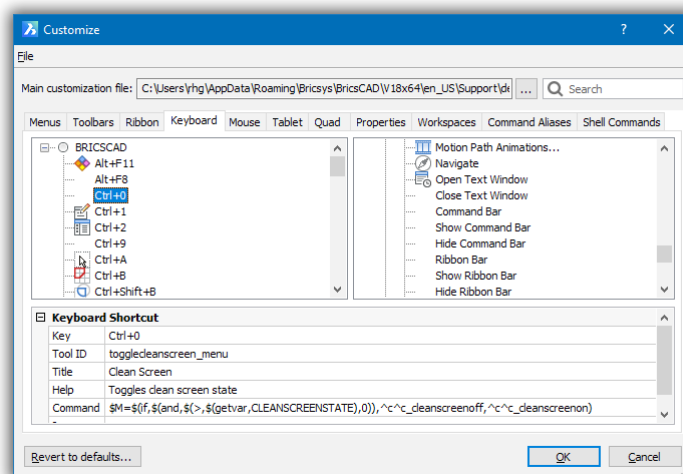 Customize
File
Main customization file: C:\Users\rhg\AppData\Roaming\Bricsys\BricsCAD\V18x64\en_US\Support\de ... Search
Menus Toolbars Ribbon Keyboard Mouse Tablet Quad Properties Workspaces Command Aliases Shell Commands
BRICSCAD
Alt+F11
Alt+F8
Ctrl+0
Ctrl+1
Ctrl+2
Ctrl+9
Ctrl+A
Ctrl+B
Ctrl+Shift+B
Motion Path Animations...
Navigate
Open Text Window
Close Text Window
Command Bar
Show Command Bar
Hide Command Bar
Ribbon Bar
Show Ribbon Bar
Hide Ribbon Bar
Keyboard Shortcut
Key Ctrl+0
Tool ID togglecleanscreen_menu
Title Clean Screen
Help Toggles clean screen state
Command $M=$(if,$(and,$(>,$(getvar,CLEANSCREENSTATE),0)),^c^c_cleanscreenoff,^c^c_cleanscreenon)
Revert to defaults... OK Cancel